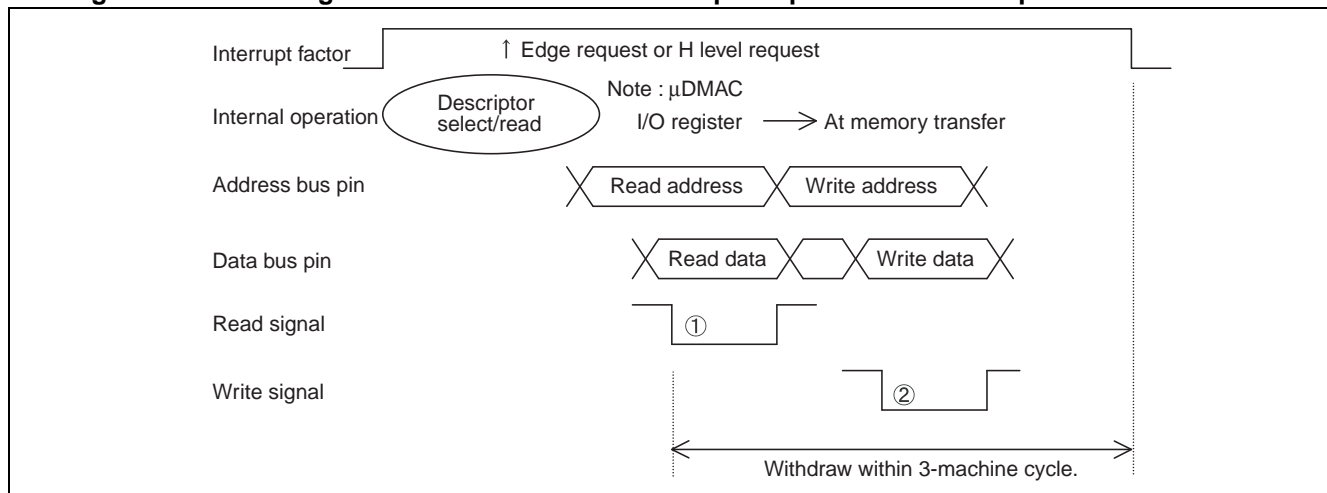 Interrupt factor ↑ Edge request or H level request
Note : μDMAC
Internal operation Descriptor select/read I/O register → At memory transfer
Address bus pin Read address Write address
Data bus pin Read data Write data
Read signal ①
Write signal ②
Withdraw within 3-machine cycle.